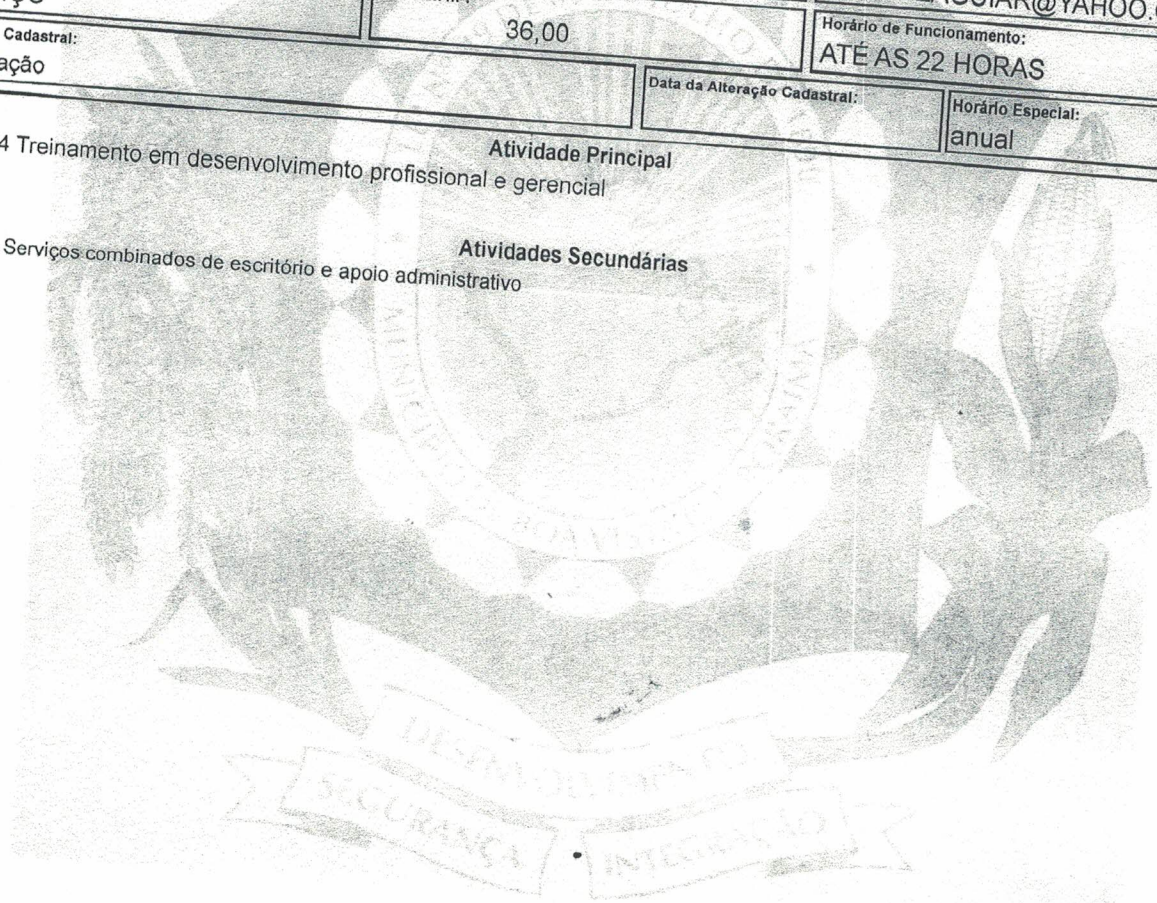 36,00
@YAHOO.
Horário de Funcionamento:
ATÉ AS 22 HORAS
Cadastral:
ação
Data da Alteração Cadastral:
Horário Especial:
anual
Atividade Principal
4 Treinamento em desenvolvimento profissional e gerencial
Atividades Secundárias
Serviços combinados de escritório e apoio administrativo
DESENVOLVIMENTO
SEGURANÇA
INTEGRAÇÃO